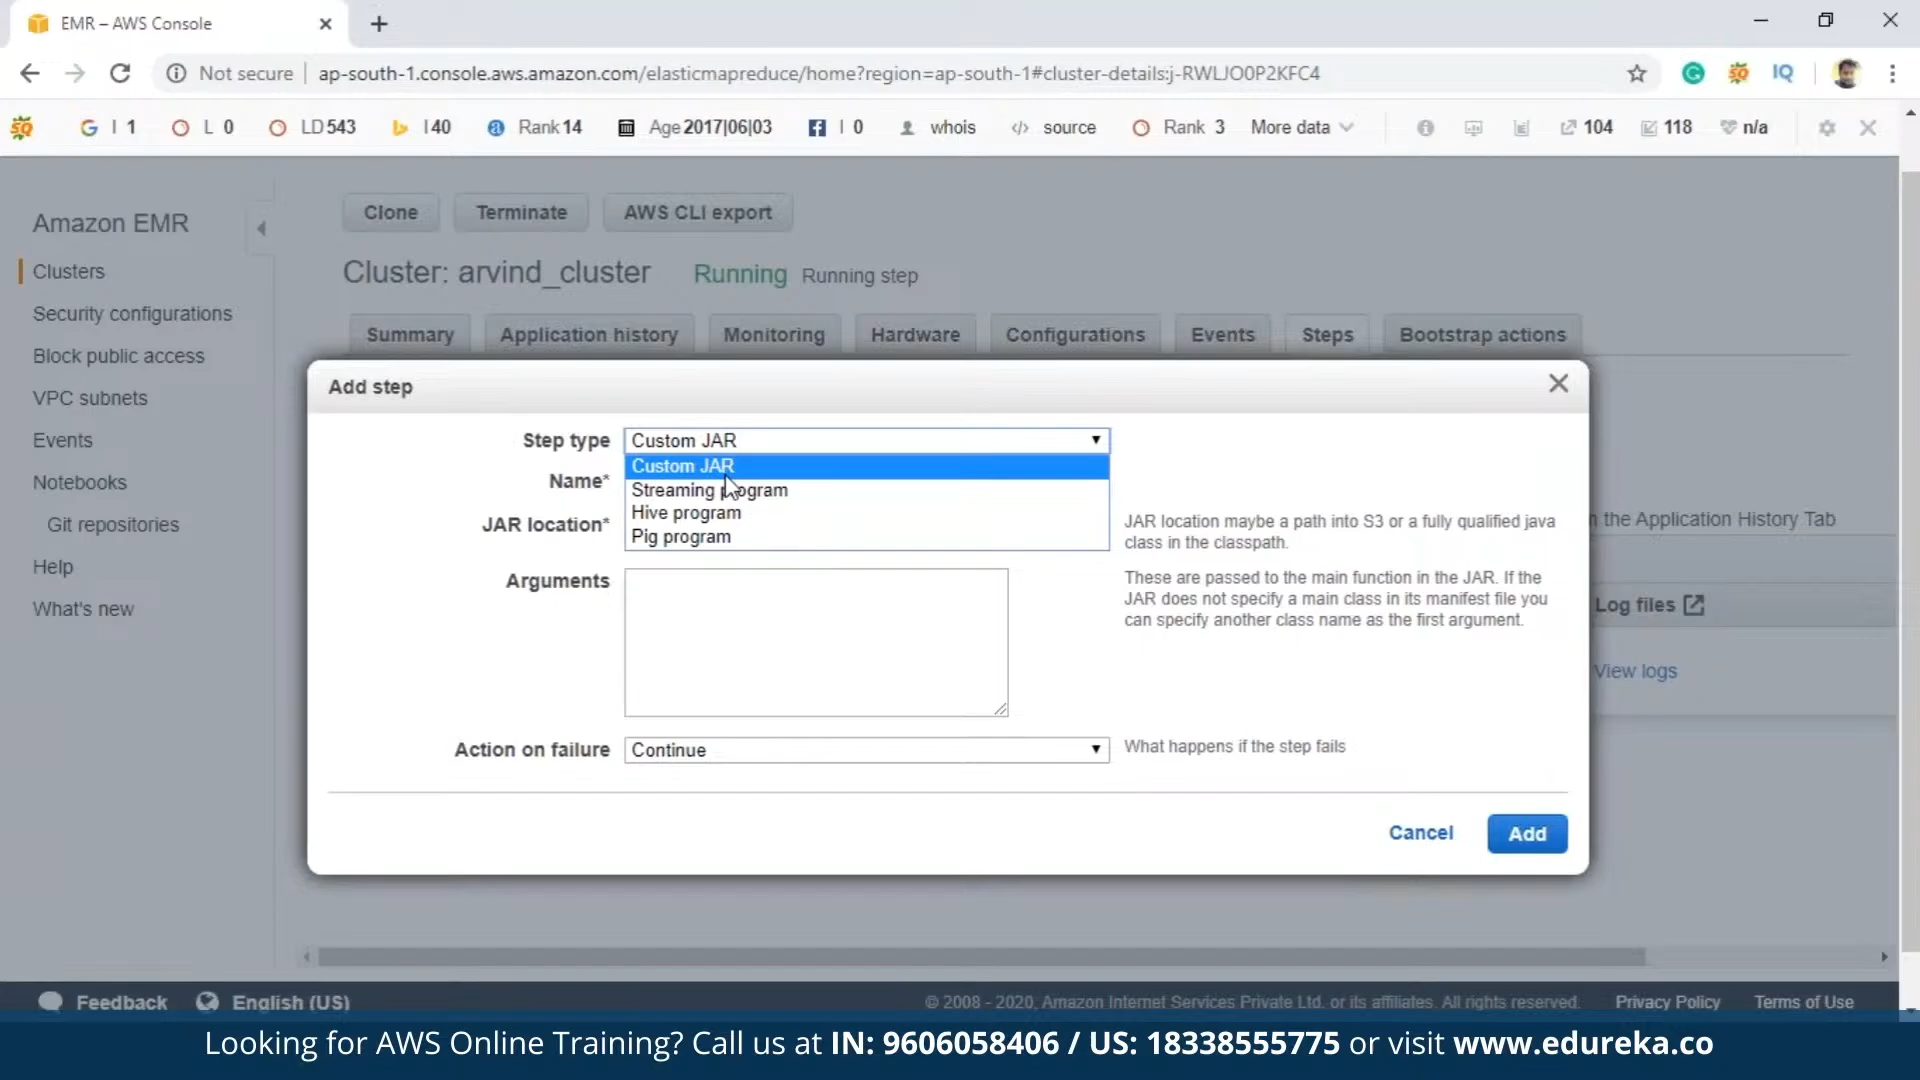 EMR – AWS Console
Not secure ap-south-1.console.aws.amazon.com/elasticmapreduce/home?region=ap-south-1#cluster-details:j-RWLJO0P2KFC4
IQ
SQ G I 1 L 0 LD 543 I 40 Rank 14 Age 2017|06|03 I 0 whois source Rank 3 More data 104 118 n/a
Amazon EMR
Clusters
Security configurations
Block public access
VPC subnets
Events
Notebooks
Git repositories
Help
What's new
Clone Terminate AWS CLI export
Cluster: arvind_cluster Running Running step
Summary Application history Monitoring Hardware Configurations Events Steps Bootstrap actions
Add step
Step type Custom JAR
Custom JAR
Streaming program
Hive program
Pig program
Name*
JAR location*
JAR location maybe a path into S3 or a fully qualified java
class in the classpath.
Arguments
These are passed to the main function in the JAR. If the
JAR does not specify a main class in its manifest file you
can specify another class name as the first argument.
Action on failure Continue What happens if the step fails
Cancel Add
the Application History Tab
Log files
View logs
Feedback English (US) © 2008 - 2020, Amazon Internet Services Private Ltd. or its affiliates. All rights reserved. Privacy Policy Terms of Use
Looking for AWS Online Training? Call us at IN: 9606058406 / US: 18338555775 or visit www.edureka.co